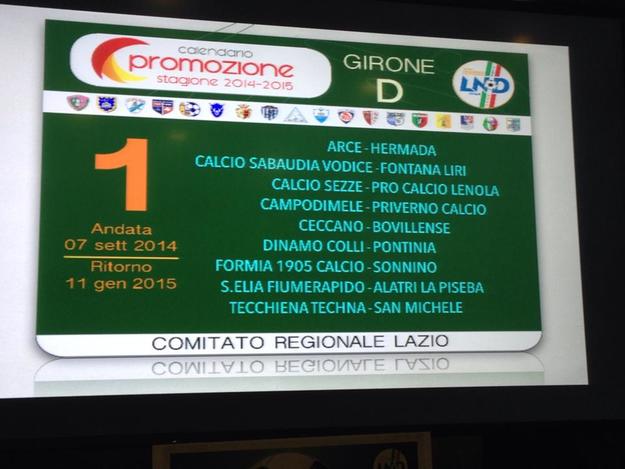 calendario
promozione
stagione 2014-2015
GIRONE
D
LND
1
Andata
07 sett 2014
Ritorno
11 gen 2015
ARCE - HERMADA
CALCIO SABAUDIA VODICE - FONTANA LIRI
CALCIO SEZZE - PRO CALCIO LENOLA
CAMPODIMELE - PRIVERNO CALCIO
CECCANO - BOVILLENSE
DINAMO COLLI - PONTINIA
FORMIA 1905 CALCIO - SONNINO
S.ELIA FIUMERAPIDO - ALATRI LA PISEBA
TECCHIENA TECHNA - SAN MICHELE
COMITATO REGIONALE LAZIO